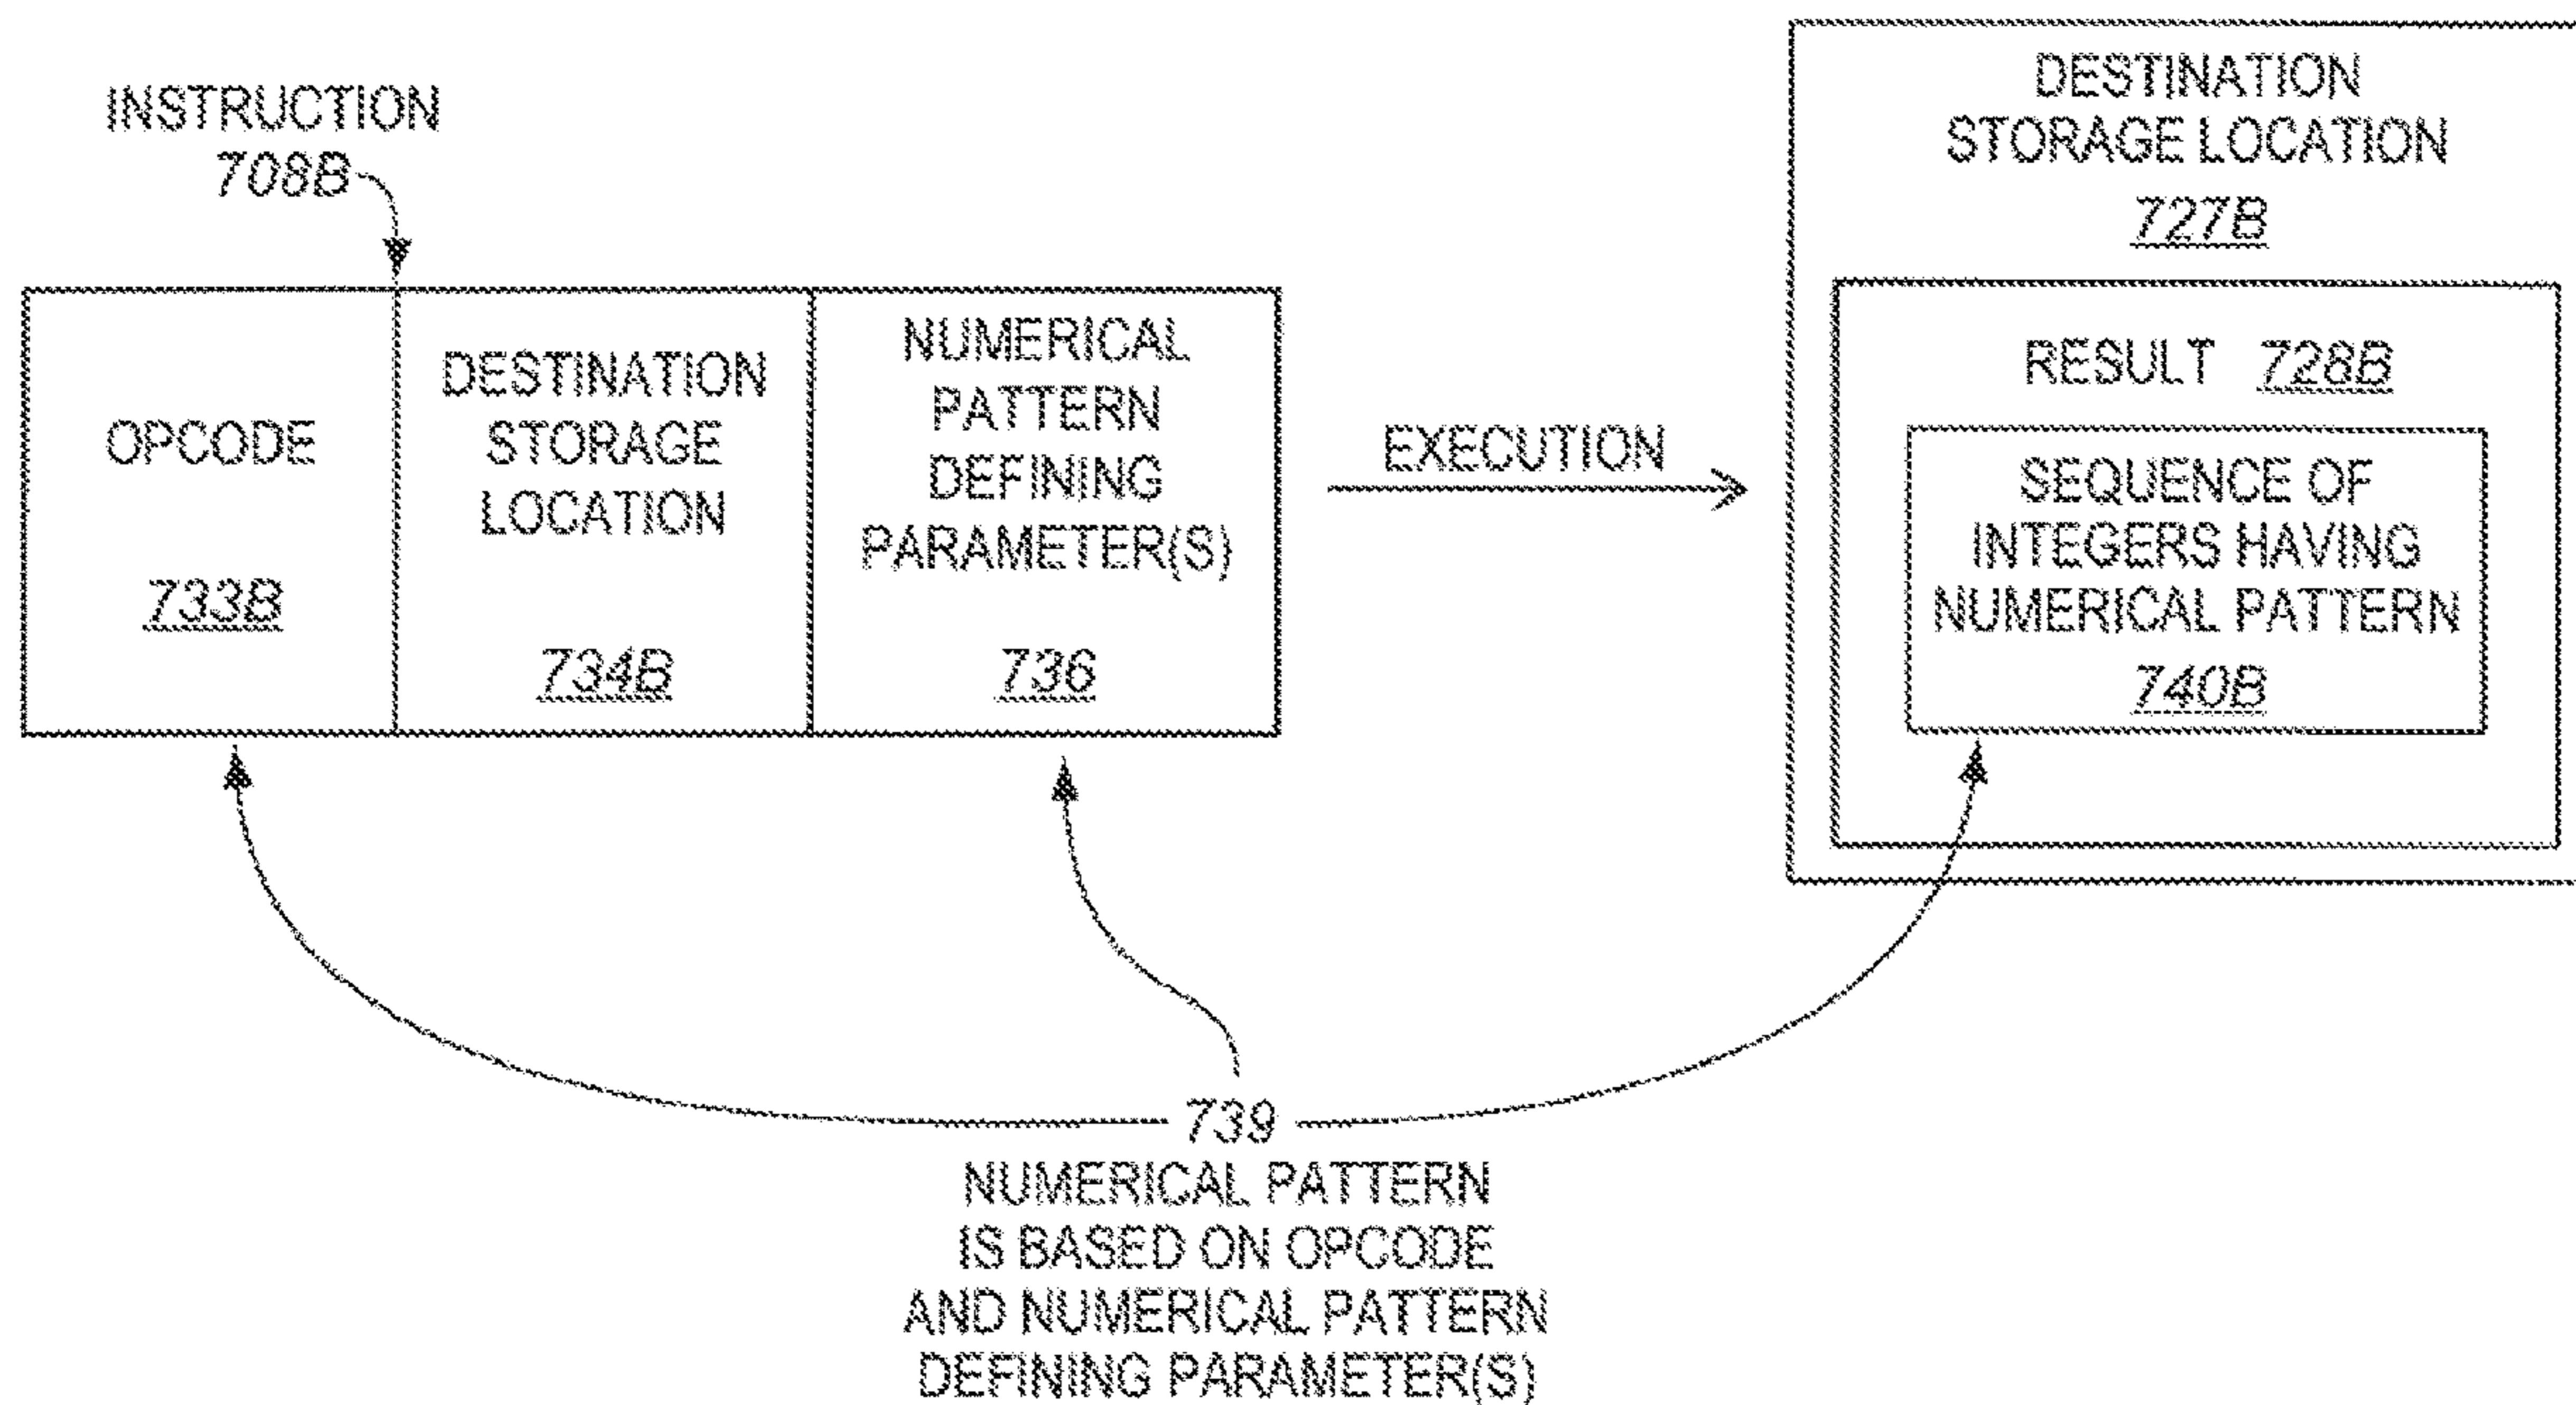 INSTRUCTION
708B
OPCODE
733B
DESTINATION
STORAGE
LOCATION
734B
NUMERICAL
PATTERN
DEFINING
PARAMETER(S)
736
EXECUTION
DESTINATION
STORAGE LOCATION
727B
RESULT 728B
SEQUENCE OF
INTEGERS HAVING
NUMERICAL PATTERN
740B
739
NUMERICAL PATTERN
IS BASED ON OPCODE
AND NUMERICAL PATTERN
DEFINING PARAMETER(S)